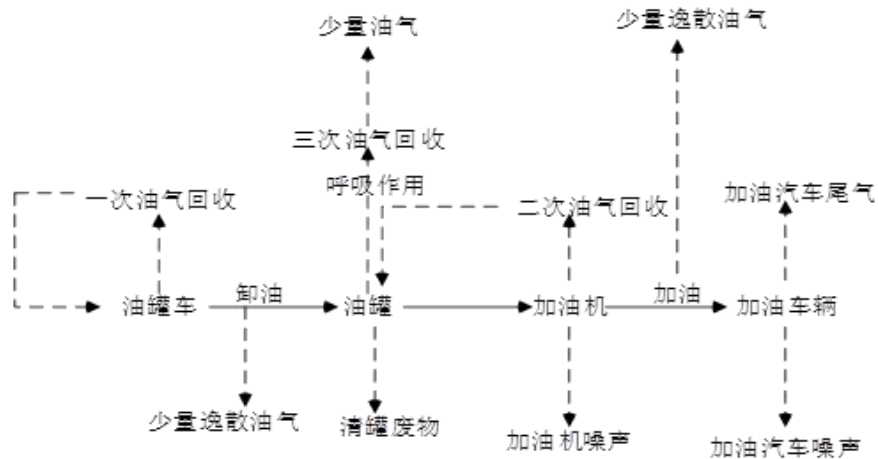 少量油气
少量逸散油气
三次油气回收
呼吸作用
一次油气回收
二次油气回收
加油汽车尾气
油罐车
卸油
油罐
加油机
加油
加油车辆
少量逸散油气
清罐废物
加油机噪声
加油汽车噪声